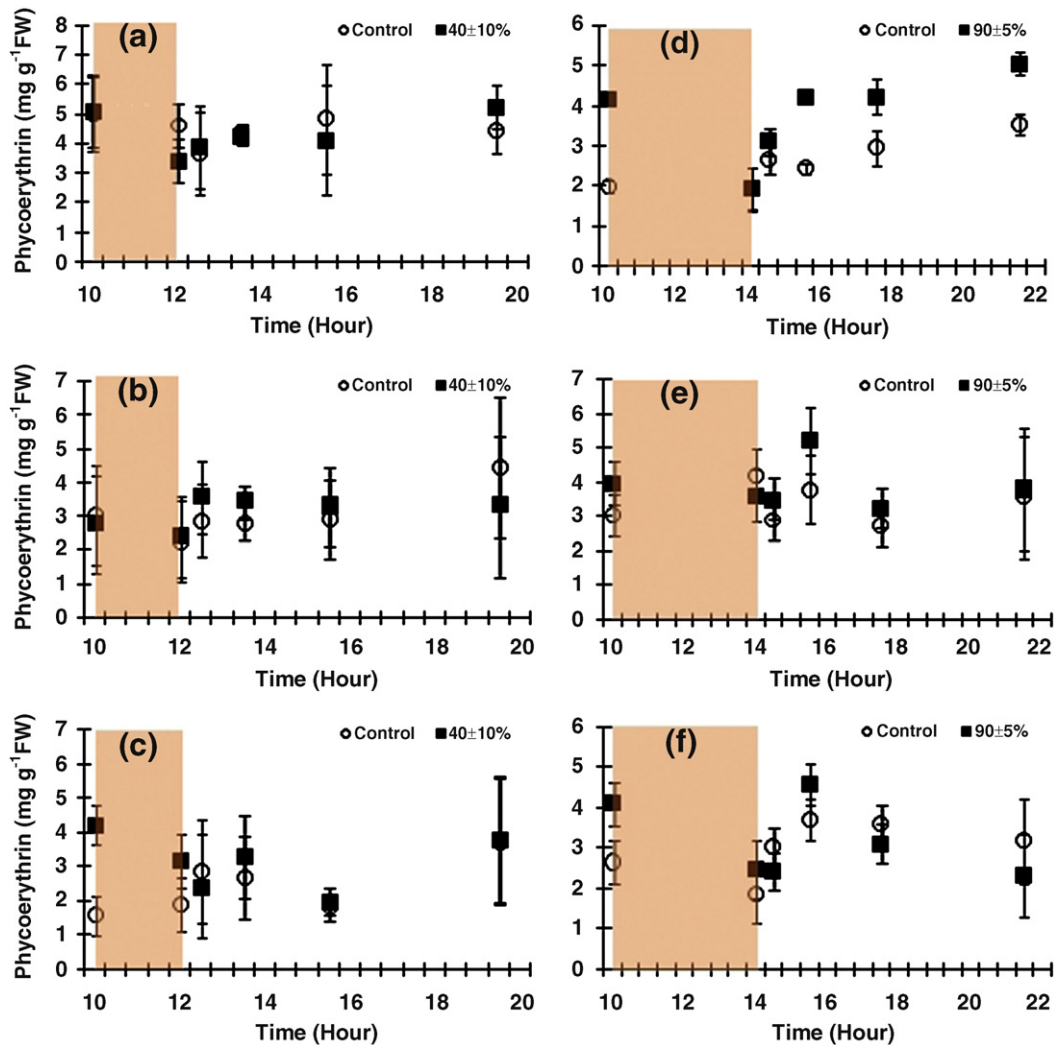 (a)
Control 40±10%
Phycoerythrin (mg g⁻¹FW)
8
7
6
5
4
3
2
1
0
10 12 14 16 18 20
Time (Hour)
(d)
Control 90±5%
6
5
4
3
2
1
0
10 14 16 18 20 22
Time (Hour)
(b)
Control 40±10%
Phycoerythrin (mg g⁻¹FW)
7
6
5
4
3
2
1
0
10 12 14 16 18 20
Time (Hour)
(e)
Control 90±5%
7
6
5
4
3
2
1
0
10 14 16 18 20 22
Time (Hour)
(c)
Control 40±10%
Phycoerythrin (mg g⁻¹FW)
7
6
5
4
3
2
1
0
10 12 14 16 18 20
Time (Hour)
(f)
Control 90±5%
6
5
4
3
2
1
0
10 14 16 18 20 22
Time (Hour)